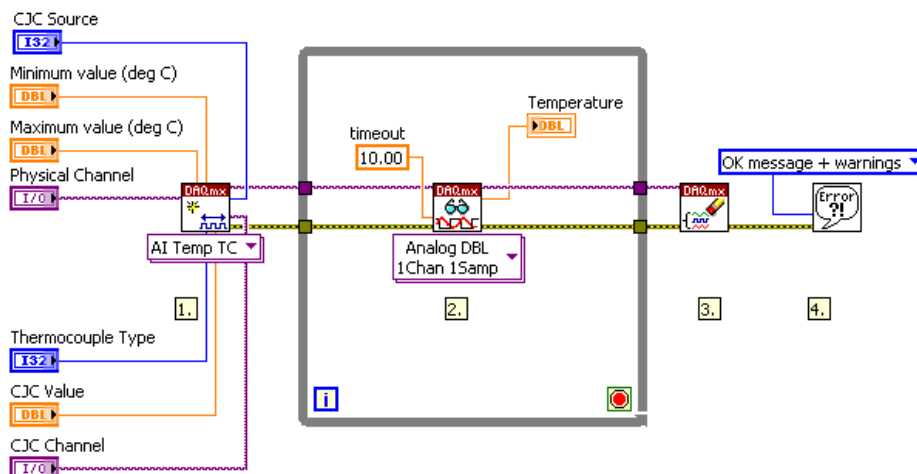 CJC Source
I32
Minimum value (deg C)
DBL
Maximum value (deg C)
DBL
Physical Channel
I/O
DAQmx
AI Temp TC
1.
Thermocouple Type
I32
CJC Value
DBL
CJC Channel
I/O
timeout
10.00
Temperature
DBL
DAQmx
Analog DBL
1Chan 1Samp
2.
i
DAQmx
3.
OK message + warnings
Error
?!
4.